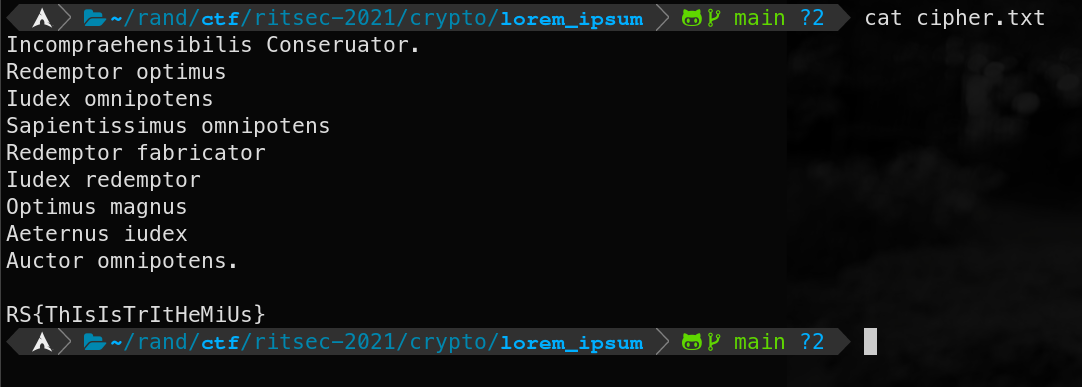 ~/rand/ctf/ritsec-2021/crypto/lorem_ipsum main ?2 cat cipher.txt
Incompraehensibilis Conseruator.
Redemptor optimus
Iudex omnipotens
Sapientissimus omnipotens
Redemptor fabricator
Iudex redemptor
Optimus magnus
Aeternus iudex
Auctor omnipotens.
RS{ThIsIsTrItHeMiUs}
~/rand/ctf/ritsec-2021/crypto/lorem_ipsum main ?2